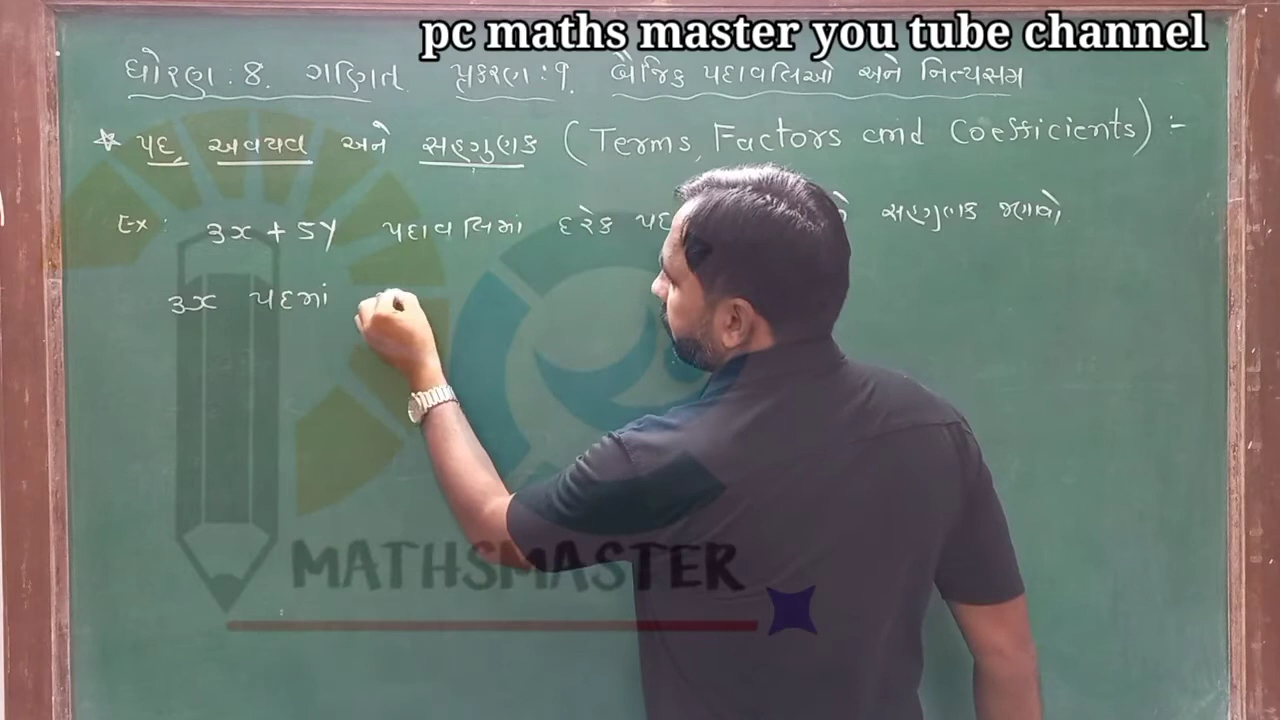 pc maths master you tube channel
ધોરણ : 8. ગણિત પ્રકરણ : 9. બૈજિક પદાવલિઓ અને નિત્યસમ
* પદ, અવયવ અને સહગુણક (Terms, Factors and Coefficients) :-
Ex : 3x + 5y પદાવલિમાં દરેક પદ સહગુણક જણાવો
3x પદમાં
MATHSMASTER